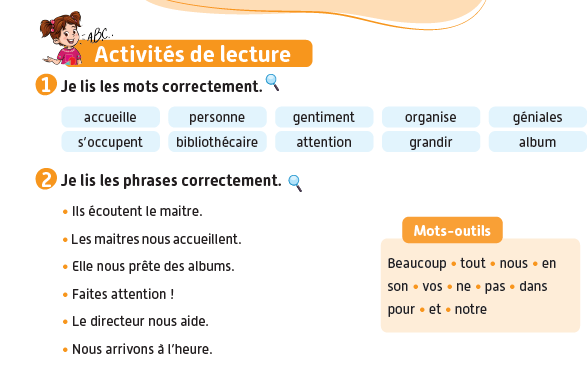 ABC..
Activités de lecture
1 Je lis les mots correctement.
accueille personne gentiment organise géniales
s'occupent bibliothécaire attention grandir album
2 Je lis les phrases correctement.
• Ils écoutent le maitre.
• Les maitres nous accueillent.
• Elle nous prête des albums.
• Faites attention !
• Le directeur nous aide.
• Nous arrivons à l'heure.
Mots-outils
Beaucoup • tout • nous • en
son • vos • ne • pas • dans
pour • et • notre